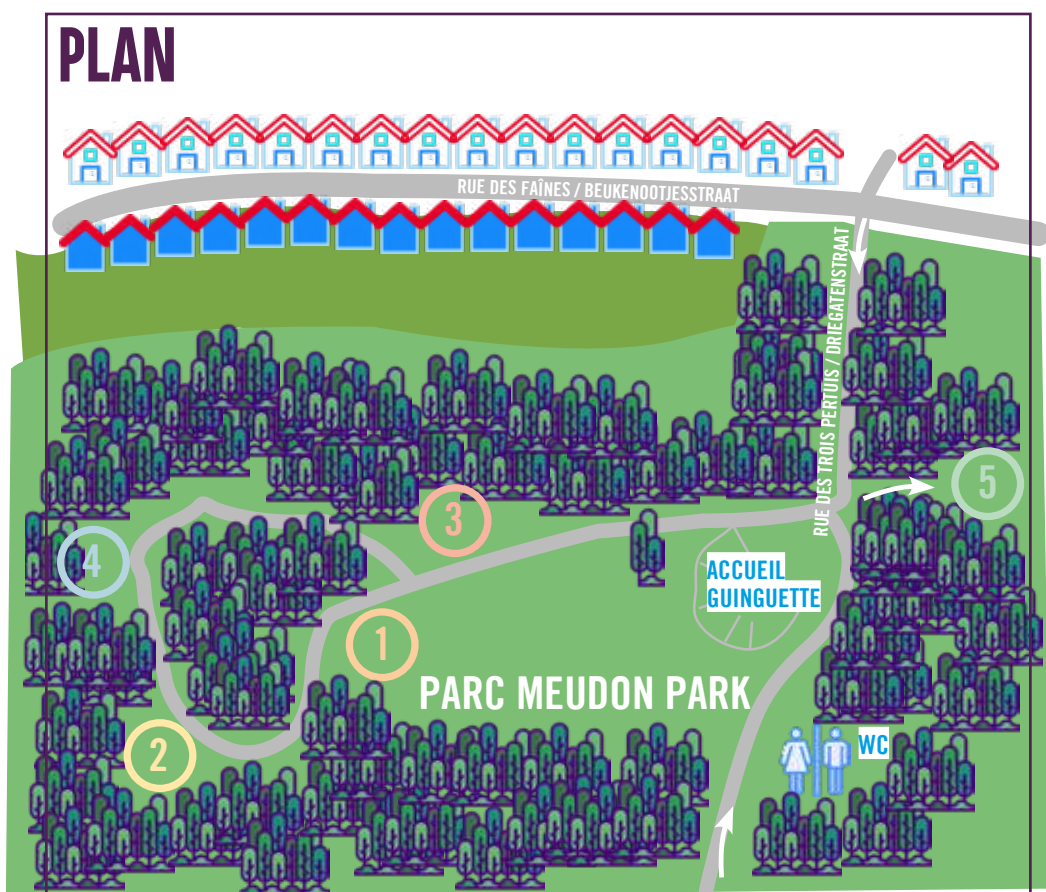 PLAN
RUE DES FAÎNES / BEUKENOOTJESSTRAAT
RUE DES TROIS PERTUIS / DRIEGATENSTRAAT
5
3
4
ACCUEIL
GUINGUETTE
1
PARC MEUDON PARK
2
WC